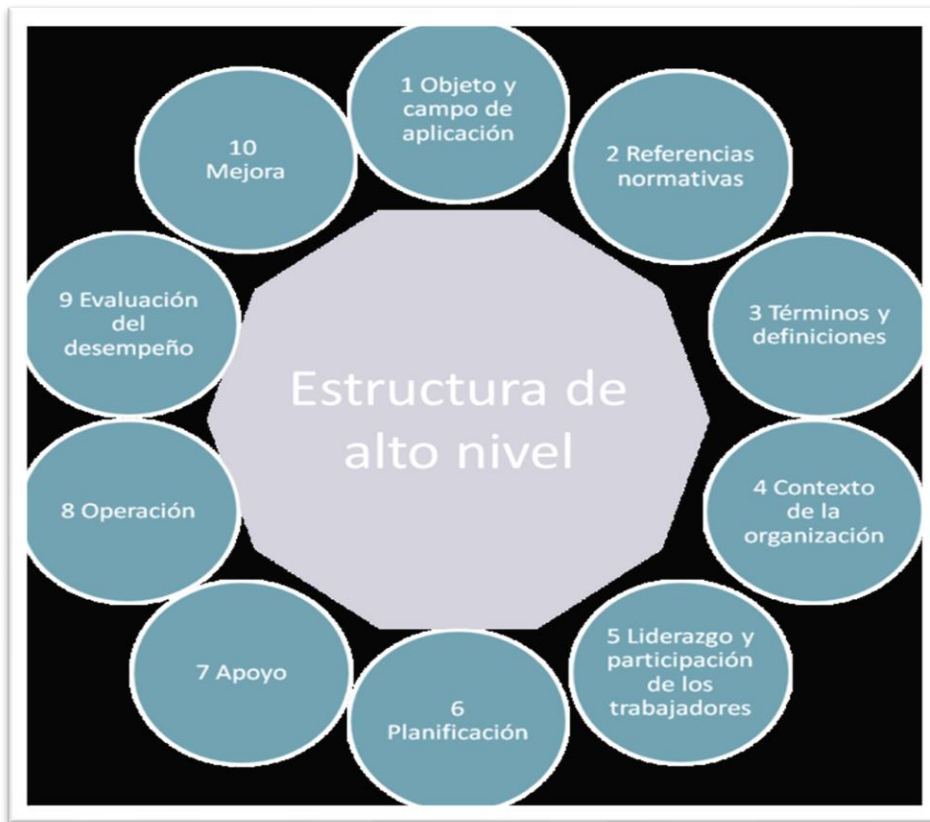 1 Objeto y
campo de
aplicación
2 Referencias
normativas
3 Términos y
definiciones
4 Contexto
de la
organización
5 Liderazgo y
participación
de los
trabajadores
6
Planificación
7 Apoyo
8 Operación
9 Evaluación
del
desempeño
10
Mejora
Estructura de
alto nivel